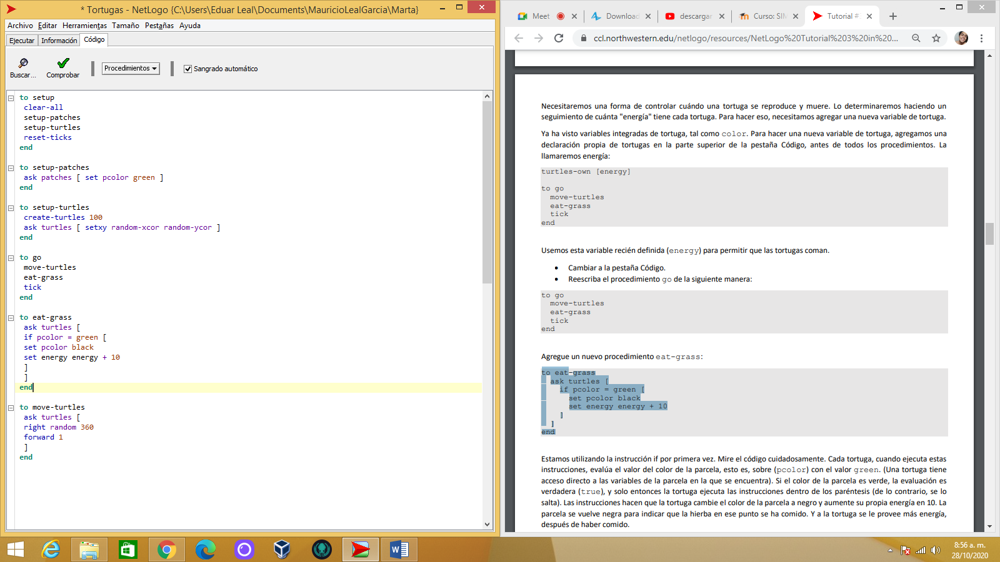 * Tortugas - NetLogo {C:\Users\Eduar Leal\Documents\MauricioLealGarcia\Marta}
Archivo Editar Herramientas Tamaño Pestañas Ayuda
Ejecutar Información Código
Buscar... Comprobar Procedimientos Sangrado automático
to setup
clear-all
setup-patches
setup-turtles
reset-ticks
end
to setup-patches
ask patches [ set pcolor green ]
end
to setup-turtles
create-turtles 100
ask turtles [ setxy random-xcor random-ycor ]
end
to go
move-turtles
eat-grass
tick
end
to eat-grass
ask turtles [
if pcolor = green [
set pcolor black
set energy energy + 10
]
]
end
to move-turtles
ask turtles [
right random 360
forward 1
]
end
Meet Download descargar Curso: SIM Tutorial #
ccl.northwestern.edu/netlogo/resources/NetLogo%20Tutorial%203%20in%20...
Necesitaremos una forma de controlar cuándo una tortuga se reproduce y muere. Lo determinaremos haciendo un
seguimiento de cuánta "energía" tiene cada tortuga. Para hacer eso, necesitamos agregar una nueva variable de tortuga.
Ya ha visto variables integradas de tortuga, tal como color. Para hacer una nueva variable de tortuga, agregamos una
declaración propia de tortugas en la parte superior de la pestaña Código, antes de todos los procedimientos. La
llamaremos energía:
turtles-own [energy]
to go
move-turtles
eat-grass
tick
end
Usemos esta variable recién definida (energy) para permitir que las tortugas coman.
• Cambiar a la pestaña Código.
• Reescriba el procedimiento go de la siguiente manera:
to go
move-turtles
eat-grass
tick
end
Agregue un nuevo procedimiento eat-grass:
to eat-grass
ask turtles [
if pcolor = green [
set pcolor black
set energy energy + 10
]
]
end
Estamos utilizando la instrucción if por primera vez. Mire el código cuidadosamente. Cada tortuga, cuando ejecuta estas
instrucciones, evalúa el valor del color de la parcela, esto es, sobre (pcolor) con el valor green. (Una tortuga tiene
acceso directo a las variables de la parcela en la que se encuentra). Si el color de la parcela es verde, la evaluación es
verdadera (true), y solo entonces la tortuga ejecuta las instrucciones dentro de los paréntesis (de lo contrario, se lo
salta). Las instrucciones hacen que la tortuga cambie el color de la parcela a negro y aumente su propia energía en 10. La
parcela se vuelve negra para indicar que la hierba en ese punto se ha comido. Y a la tortuga se le provee más energía,
después de haber comido.
8:56 a. m.
28/10/2020